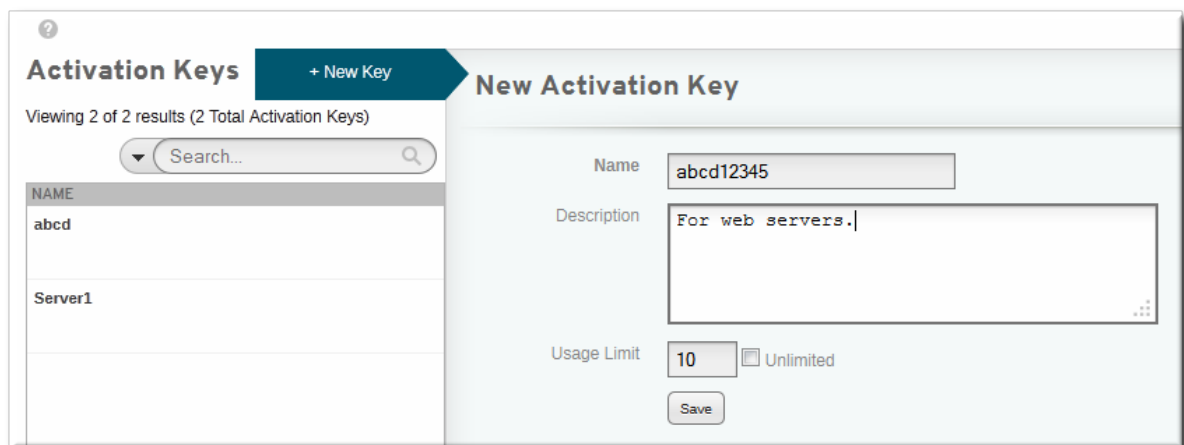 Activation Keys
+ New Key
Viewing 2 of 2 results (2 Total Activation Keys)
Search...
NAME
abcd
Server1
New Activation Key
Name abcd12345
Description For web servers.
Usage Limit 10 Unlimited
Save